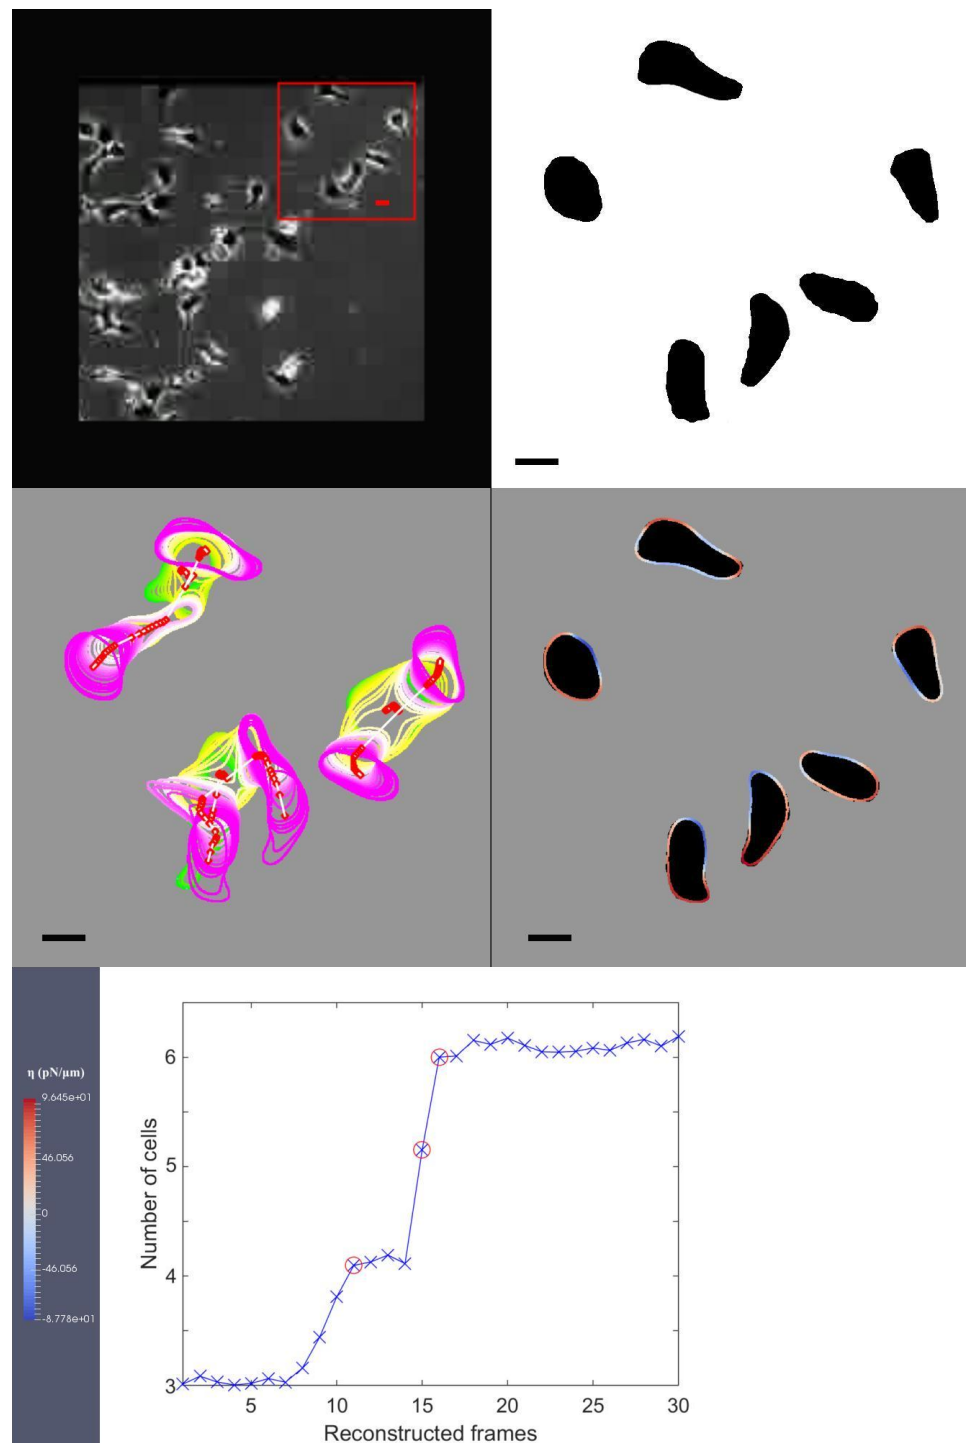 η (pN/μm)
9.645e+01
46.056
0
-46.056
-8.778e+01
Number of cells
6
5
4
3
5
10
15
20
25
30
Reconstructed frames